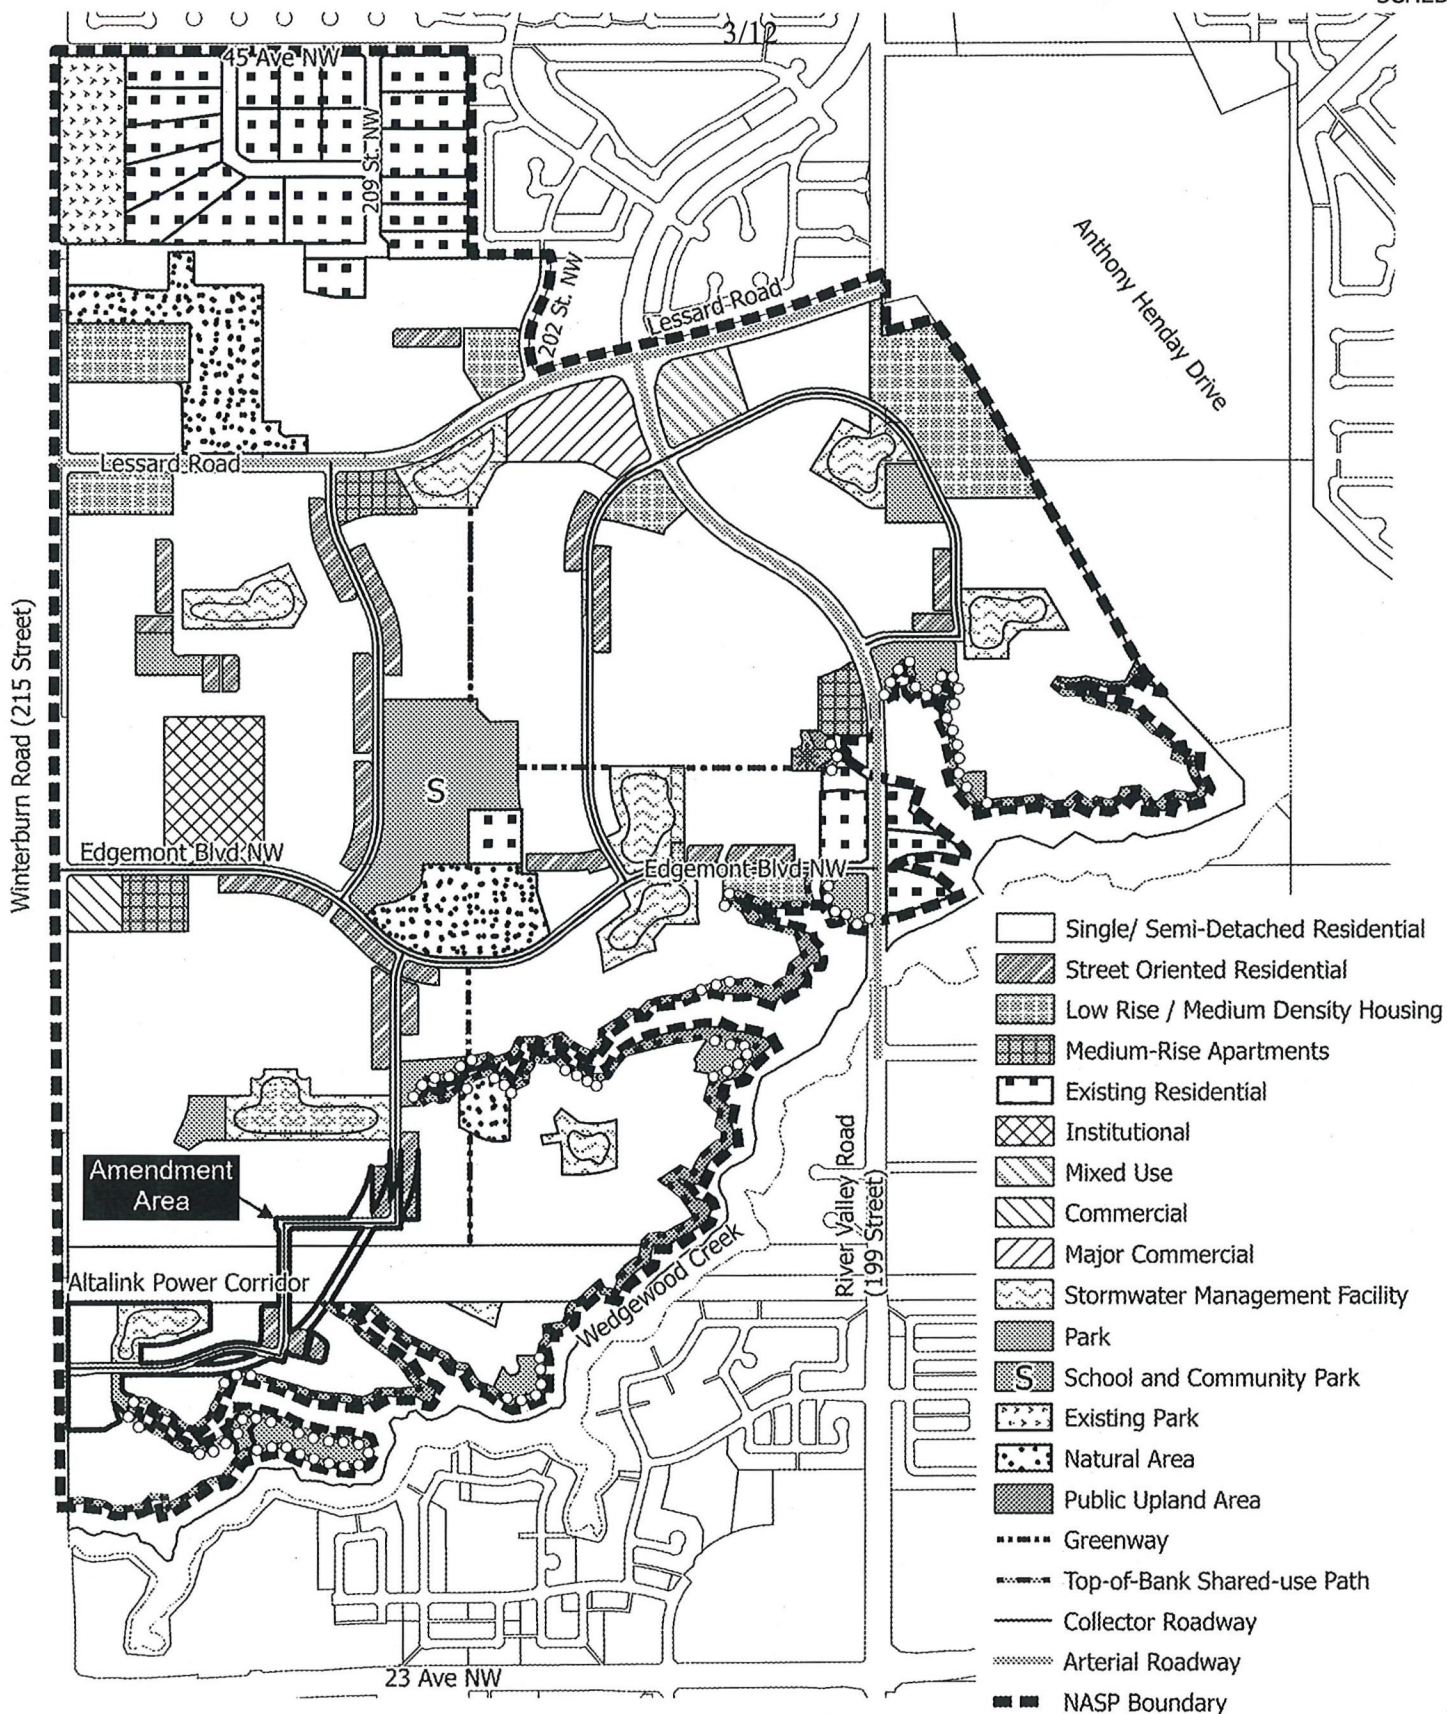 3/12
45 Ave NW
209 St. NW
202 St. NW
Lessard Road
Anthony Henday Drive
Lessard Road
Winterburn Road (215 Street)
S
Edgemont Blvd NW
Edgemont Blvd NW
Amendment
Area
Altalink Power Corridor
Wedgewood Creek
River Valley Road
(199 Street)
23 Ave NW
Single/ Semi-Detached Residential
Street Oriented Residential
Low Rise / Medium Density Housing
Medium-Rise Apartments
Existing Residential
Institutional
Mixed Use
Commercial
Major Commercial
Stormwater Management Facility
Park
S School and Community Park
Existing Park
Natural Area
Public Upland Area
Greenway
Top-of-Bank Shared-use Path
Collector Roadway
Arterial Roadway
NASP Boundary